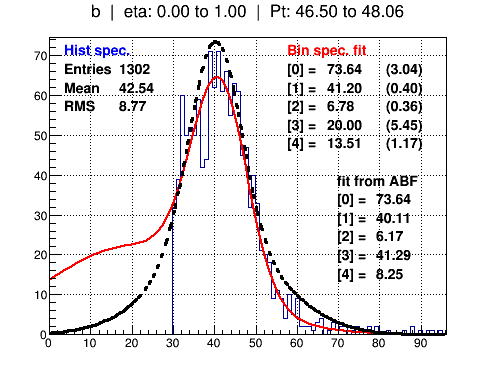 b | eta: 0.00 to 1.00 | Pt: 46.50 to 48.06
Hist spec.
Entries 1302
Mean 42.54
RMS 8.77
Bin spec. fit
[0] = 73.64 (3.04)
[1] = 41.20 (0.40)
[2] = 6.78 (0.36)
[3] = 20.00 (5.45)
[4] = 13.51 (1.17)
fit from ABF
[0] = 73.64
[1] = 40.11
[2] = 6.17
[3] = 41.29
[4] = 8.25
70
60
50
40
30
20
10
0
0 10 20 30 40 50 60 70 80 90